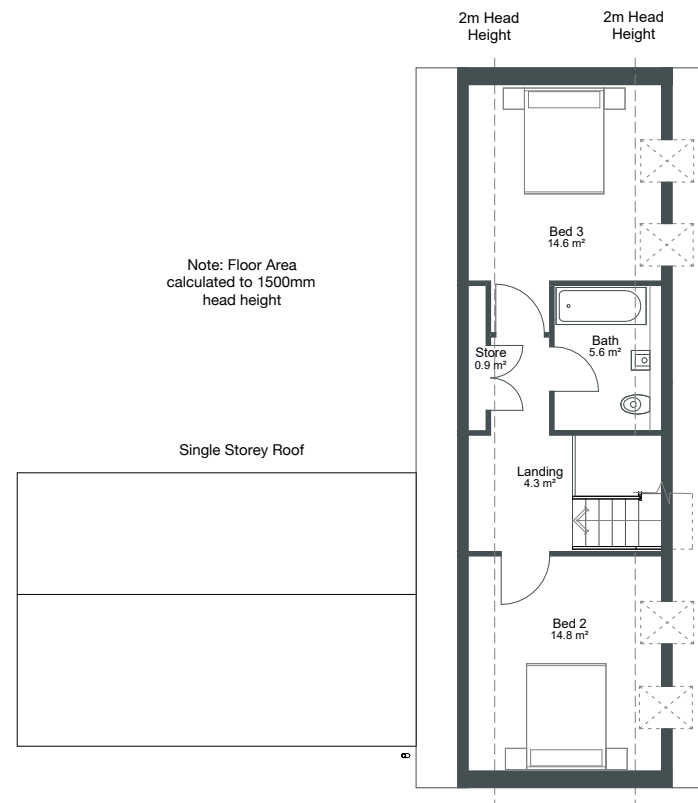 2m Head
Height
2m Head
Height
Bed 3
14.6 m²
Note: Floor Area
calculated to 1500mm
head height
Store
0.9 m²
Bath
5.6 m²
Single Storey Roof
Landing
4.3 m²
Bed 2
14.8 m²